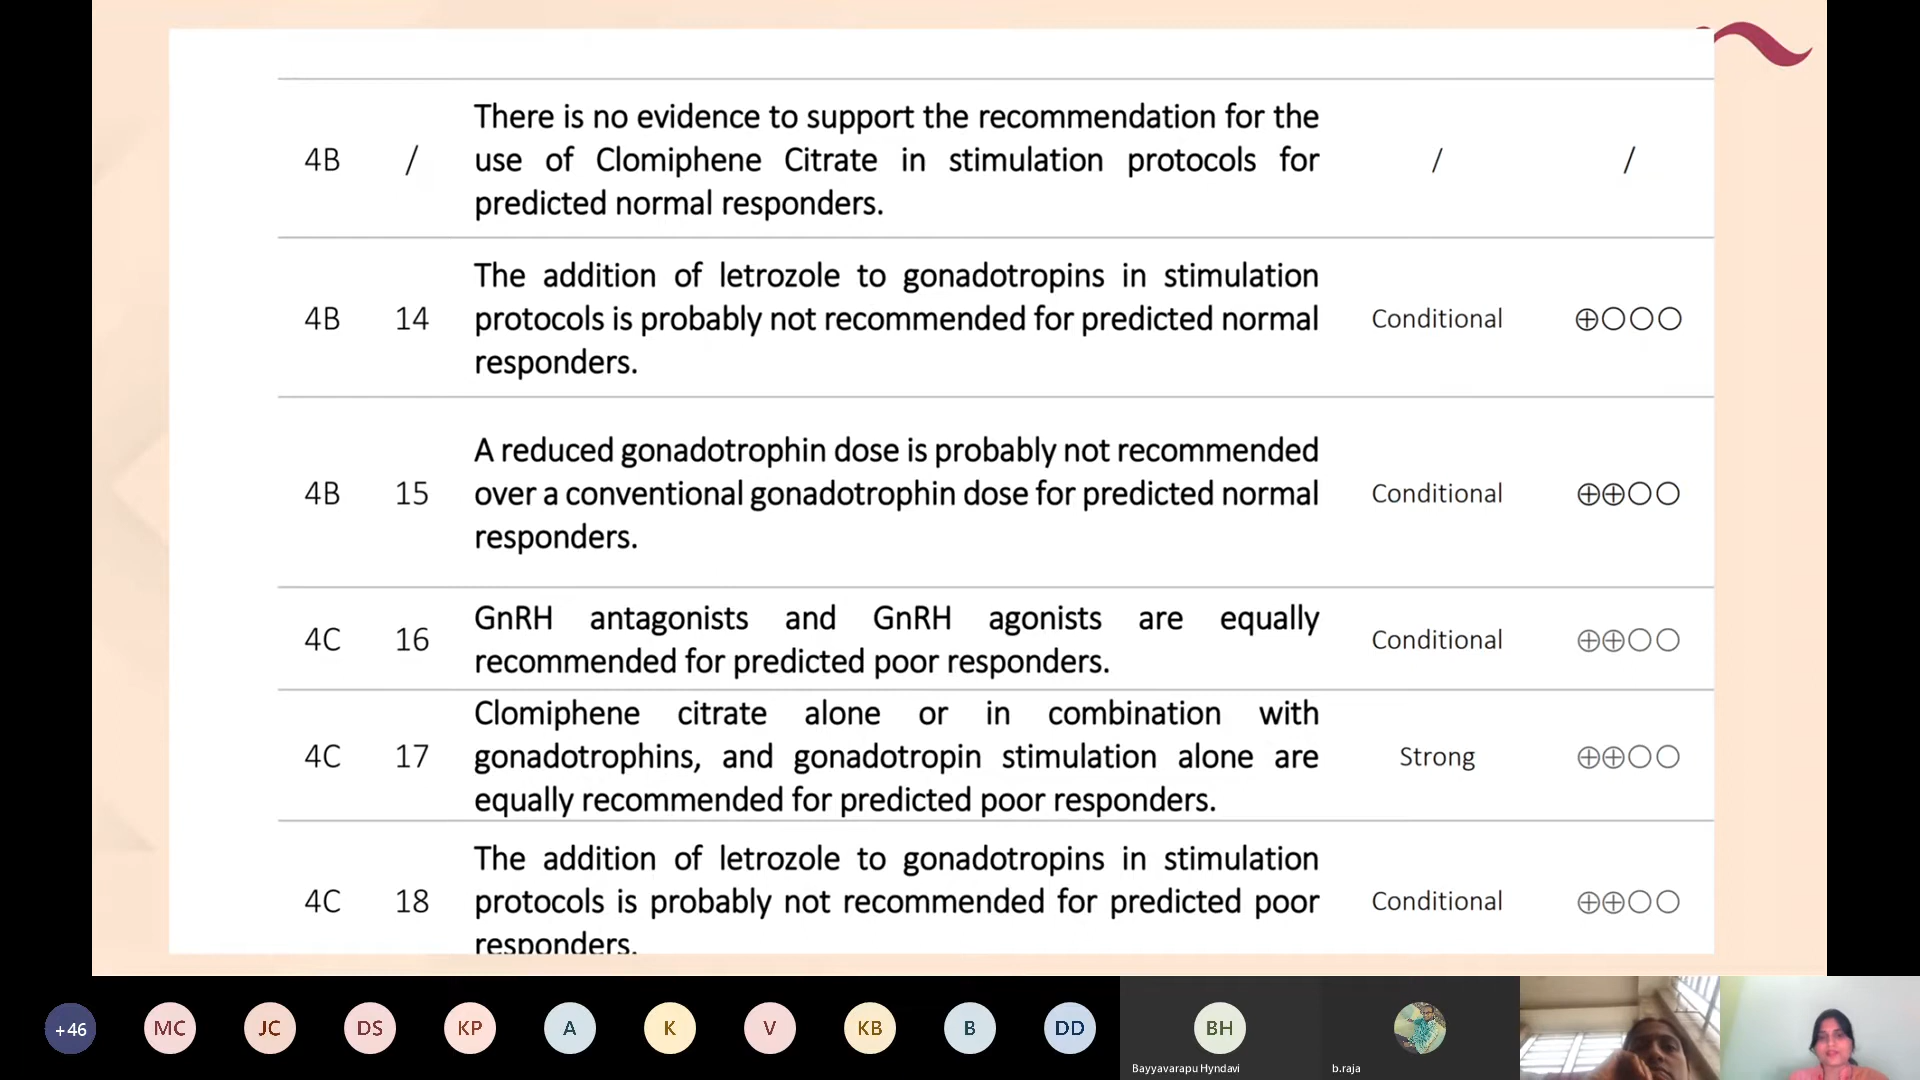 There is no evidence to support the recommendation for the
4B / use of Clomiphene Citrate in stimulation protocols for / /
predicted normal responders.
The addition of letrozole to gonadotropins in stimulation
4B 14 protocols is probably not recommended for predicted normal Conditional ⊕○○○
responders.
A reduced gonadotrophin dose is probably not recommended
4B 15 over a conventional gonadotrophin dose for predicted normal Conditional ⊕⊕○○
responders.
GnRH antagonists and GnRH agonists are equally
4C 16 recommended for predicted poor responders. Conditional ⊕⊕○○
Clomiphene citrate alone or in combination with
4C 17 gonadotrophins, and gonadotropin stimulation alone are Strong ⊕⊕○○
equally recommended for predicted poor responders.
The addition of letrozole to gonadotropins in stimulation
4C 18 protocols is probably not recommended for predicted poor Conditional ⊕⊕○○
responders.
+46 MC JC DS KP A K V KB B DD BH
Bayyavarapu Hyndavi b.raja